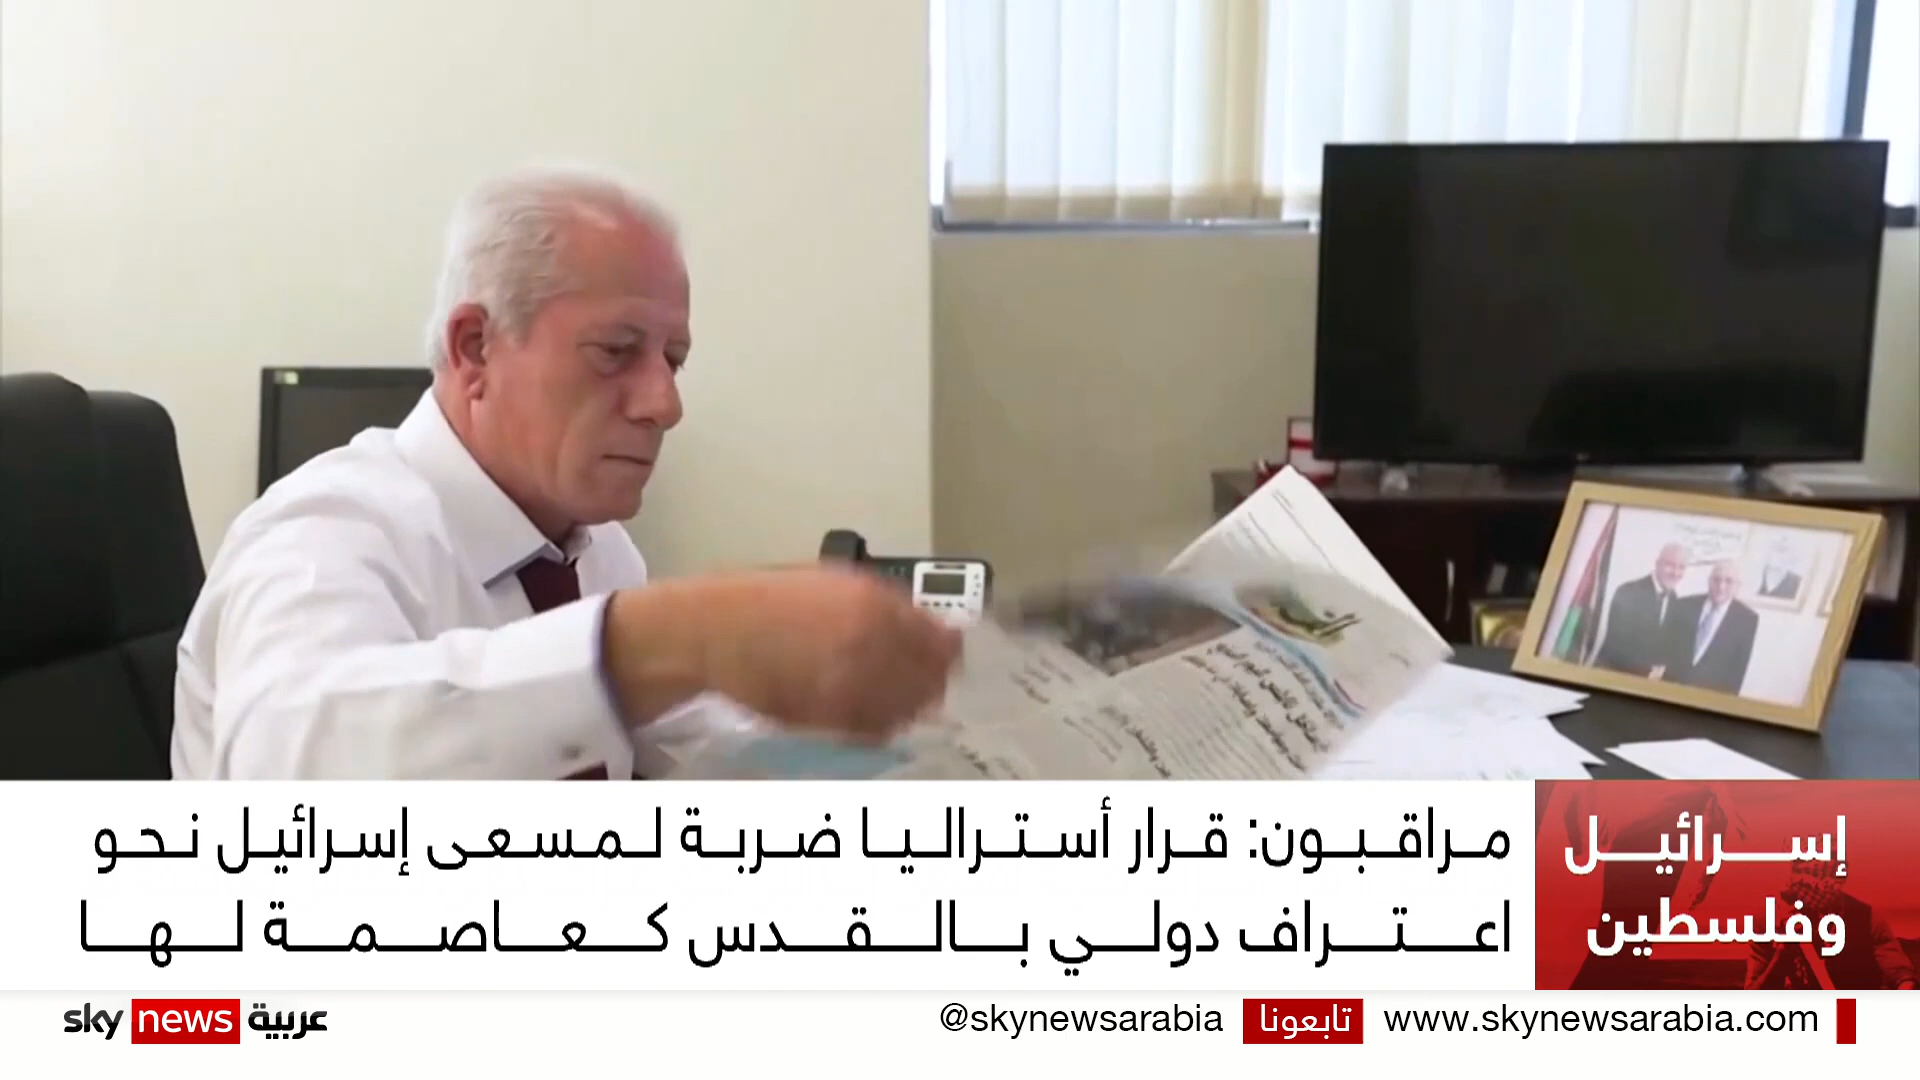 إسرائيل
وفلسطين
مراقبون: قرار أستراليا ضربة لمسعى إسرائيل نحو
اعتراف دولي بالقدس كعاصمة لها
sky news عربية
@skynewsarabia تابعونا www.skynewsarabia.com